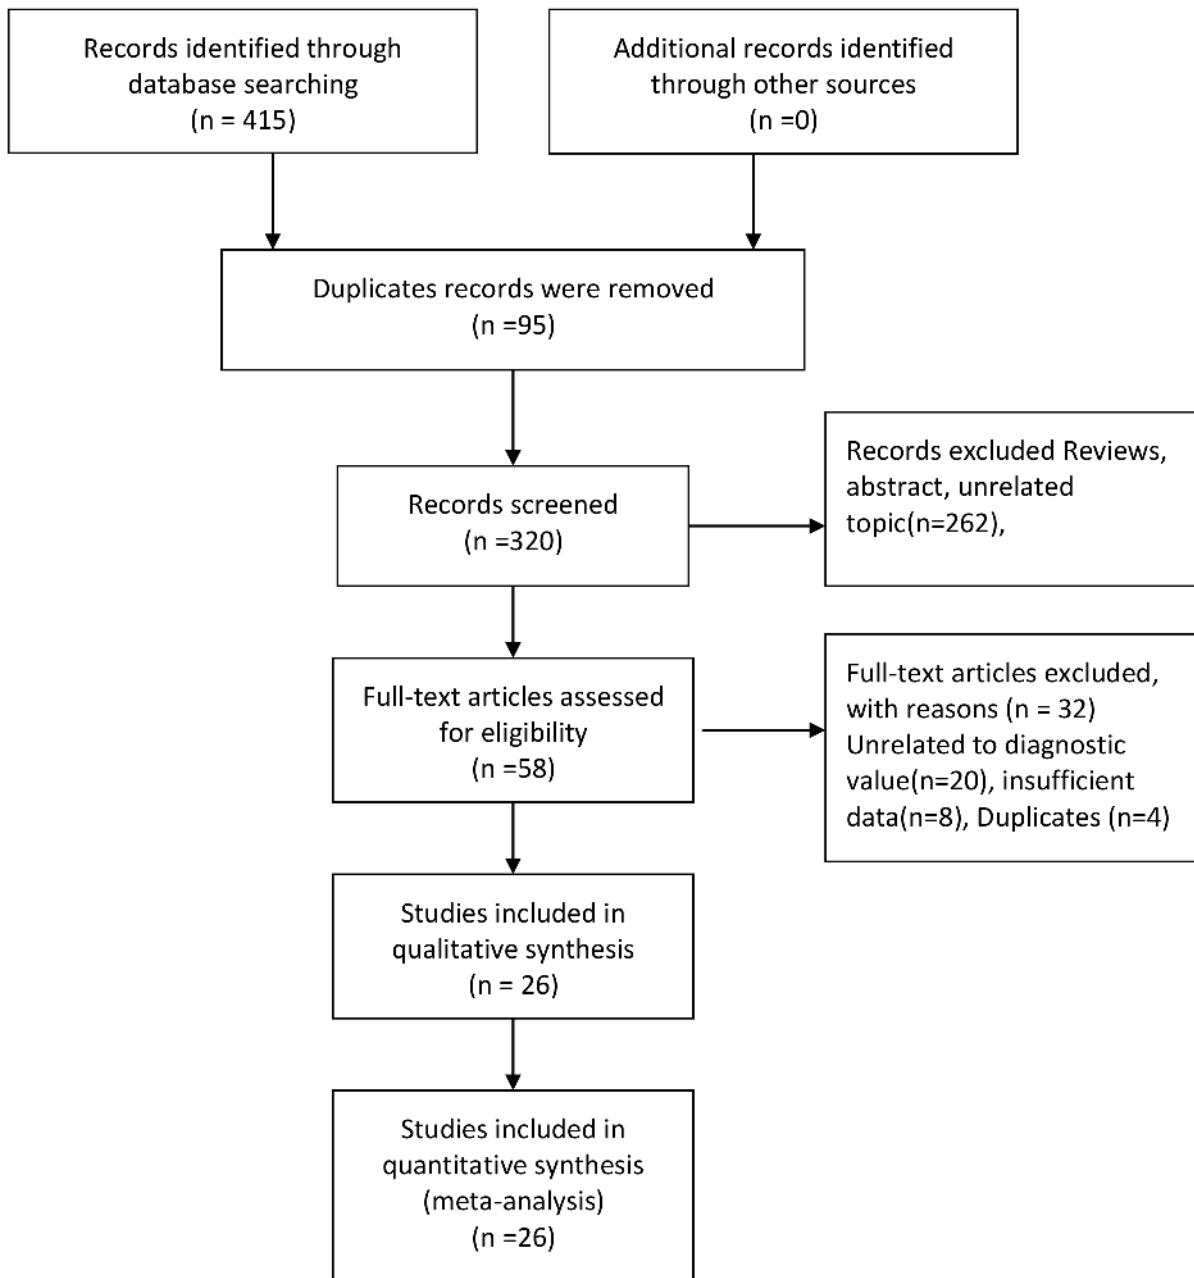 Records identified through
database searching
(n = 415)
Additional records identified
through other sources
(n =0)
Duplicates records were removed
(n =95)
Records screened
(n =320)
Records excluded Reviews,
abstract, unrelated
topic(n=262),
Full-text articles assessed
for eligibility
(n =58)
Full-text articles excluded,
with reasons (n = 32)
Unrelated to diagnostic
value(n=20), insufficient
data(n=8), Duplicates (n=4)
Studies included in
qualitative synthesis
(n = 26)
Studies included in
quantitative synthesis
(meta-analysis)
(n =26)